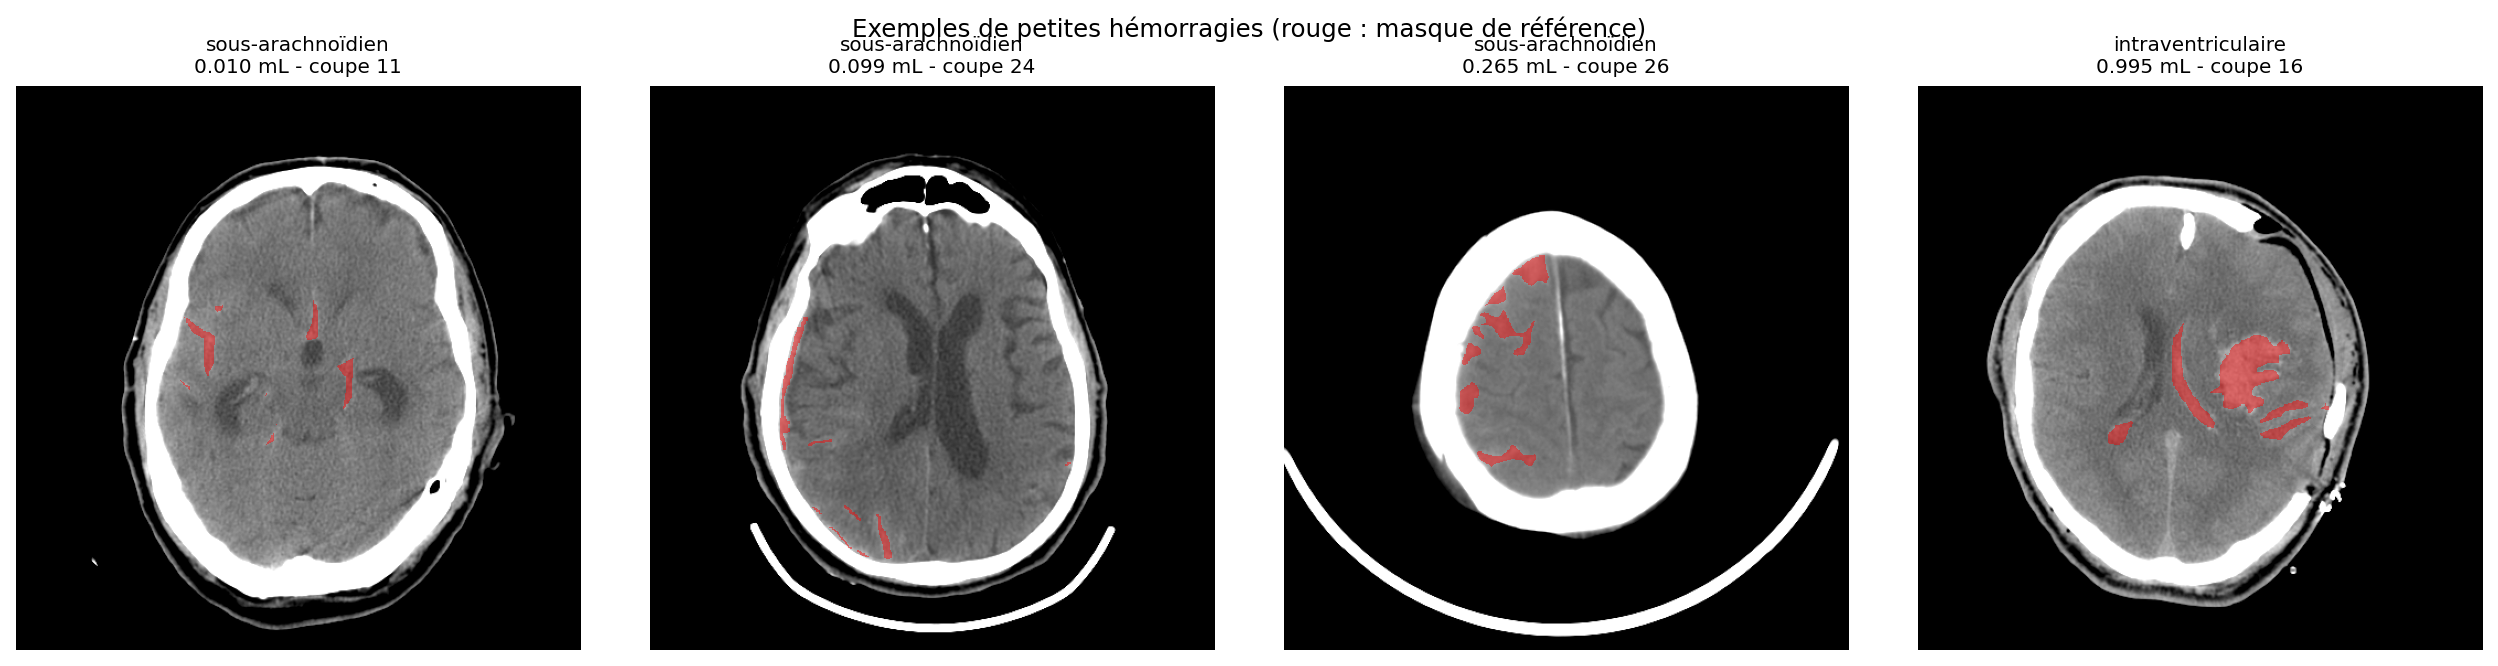 Exemples de petites hémorragies (rouge : masque de référence)
sous-arachnoïdien
0.010 mL - coupe 11
sous-arachnoïdien
0.099 mL - coupe 24
sous-arachnoïdien
0.265 mL - coupe 26
intraventriculaire
0.995 mL - coupe 16